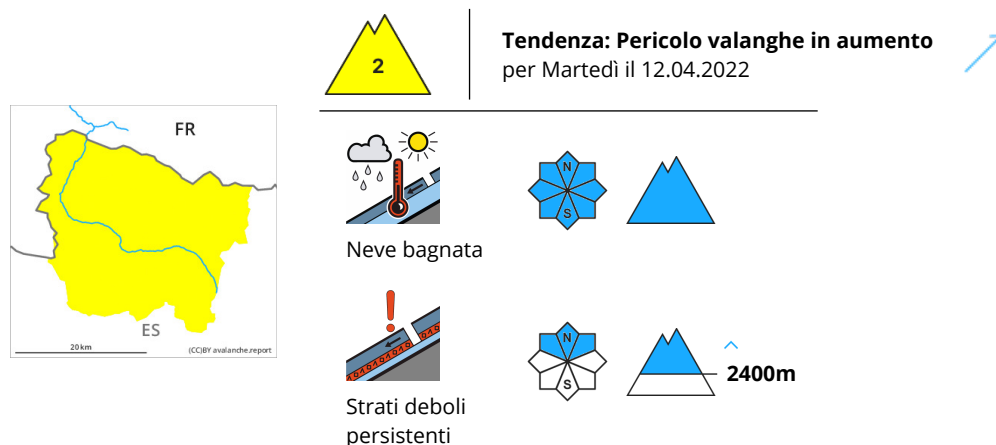 2
Tendenza: Pericolo valanghe in aumento
per Martedì il 12.04.2022
FR
ES
20 km
(CC)BY avalanche.report
N
S
Neve bagnata
N
S
2400m
Strati deboli
persistenti